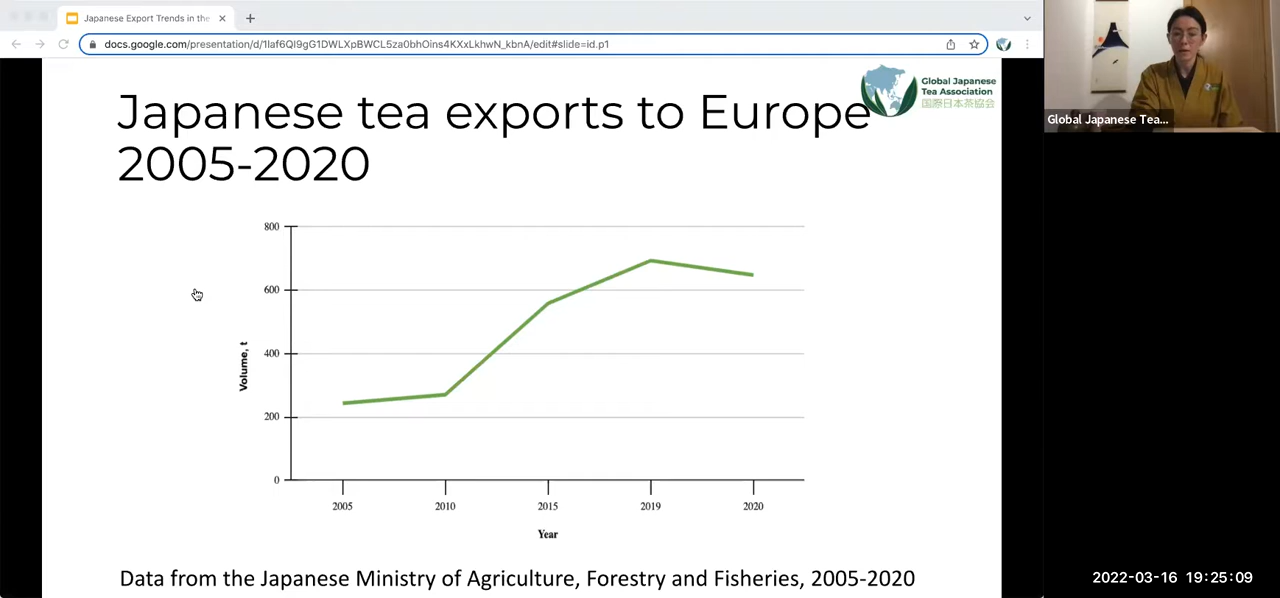 Japanese Export Trends in the
docs.google.com/presentation/d/1laf6QI9gG1DWLXpBWCL5za0bhOins4KXxLkhwN_kbnA/edit#slide=id.p1
Global Japanese
Tea Association
国際日本茶協会
Japanese tea exports to Europe
2005-2020
800
600
400
200
0
Volume, t
2005
2010
2015
2019
2020
Year
Data from the Japanese Ministry of Agriculture, Forestry and Fisheries, 2005-2020
Global Japanese Tea...
2022-03-16 19:25:09